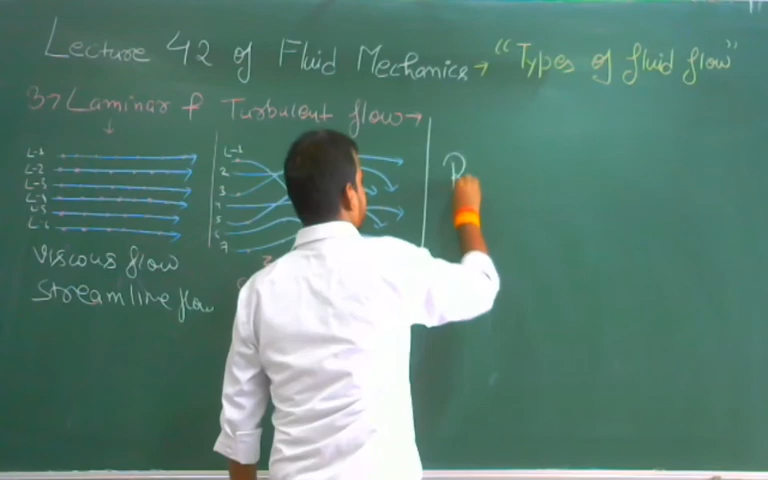 Lecture 42 of Fluid Mechanics → "Types of fluid flow"
3→ Laminar & Turbulent flow →
↓
L-1
L-2
L-3
L-4
L-5
L-6
Viscous flow
Streamline flow
L-1
2
3
4
5
6
7
R